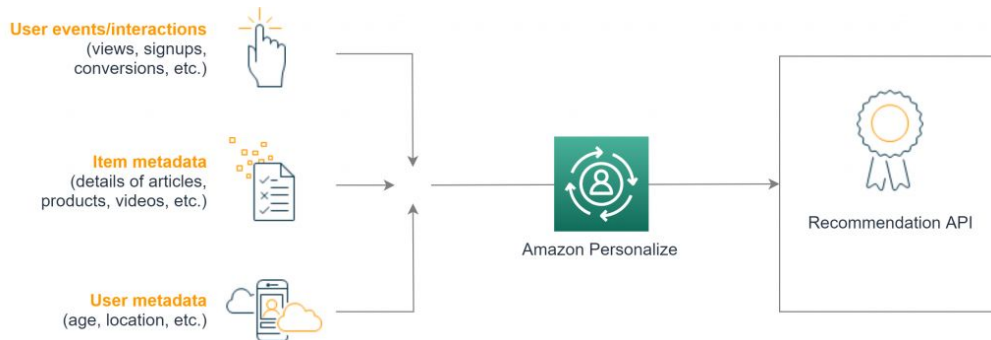 User events/interactions
(views, signups,
conversions, etc.)
Item metadata
(details of articles,
products, videos, etc.)
User metadata
(age, location, etc.)
Amazon Personalize
Recommendation API